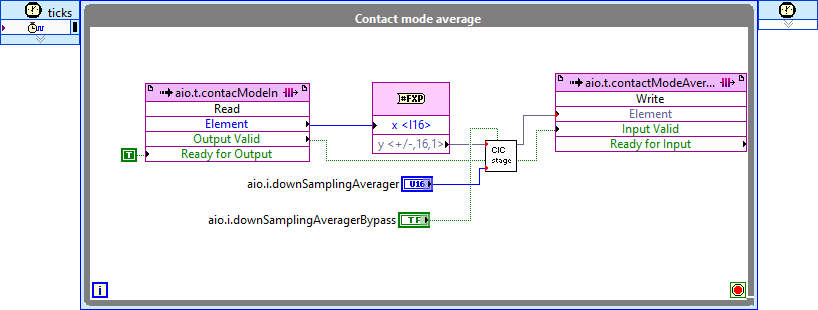 ticks
Contact mode average
aio.t.contacModeIn
Read
Element
Output Valid
Ready for Output
T
#FXP
x <I16>
y <+/-,16,1>
CIC
stage
aio.t.contactModeAver...
Write
Element
Input Valid
Ready for Input
aio.i.downSamplingAverager
U16
aio.i.downSamplingAveragerBypass
TF
i